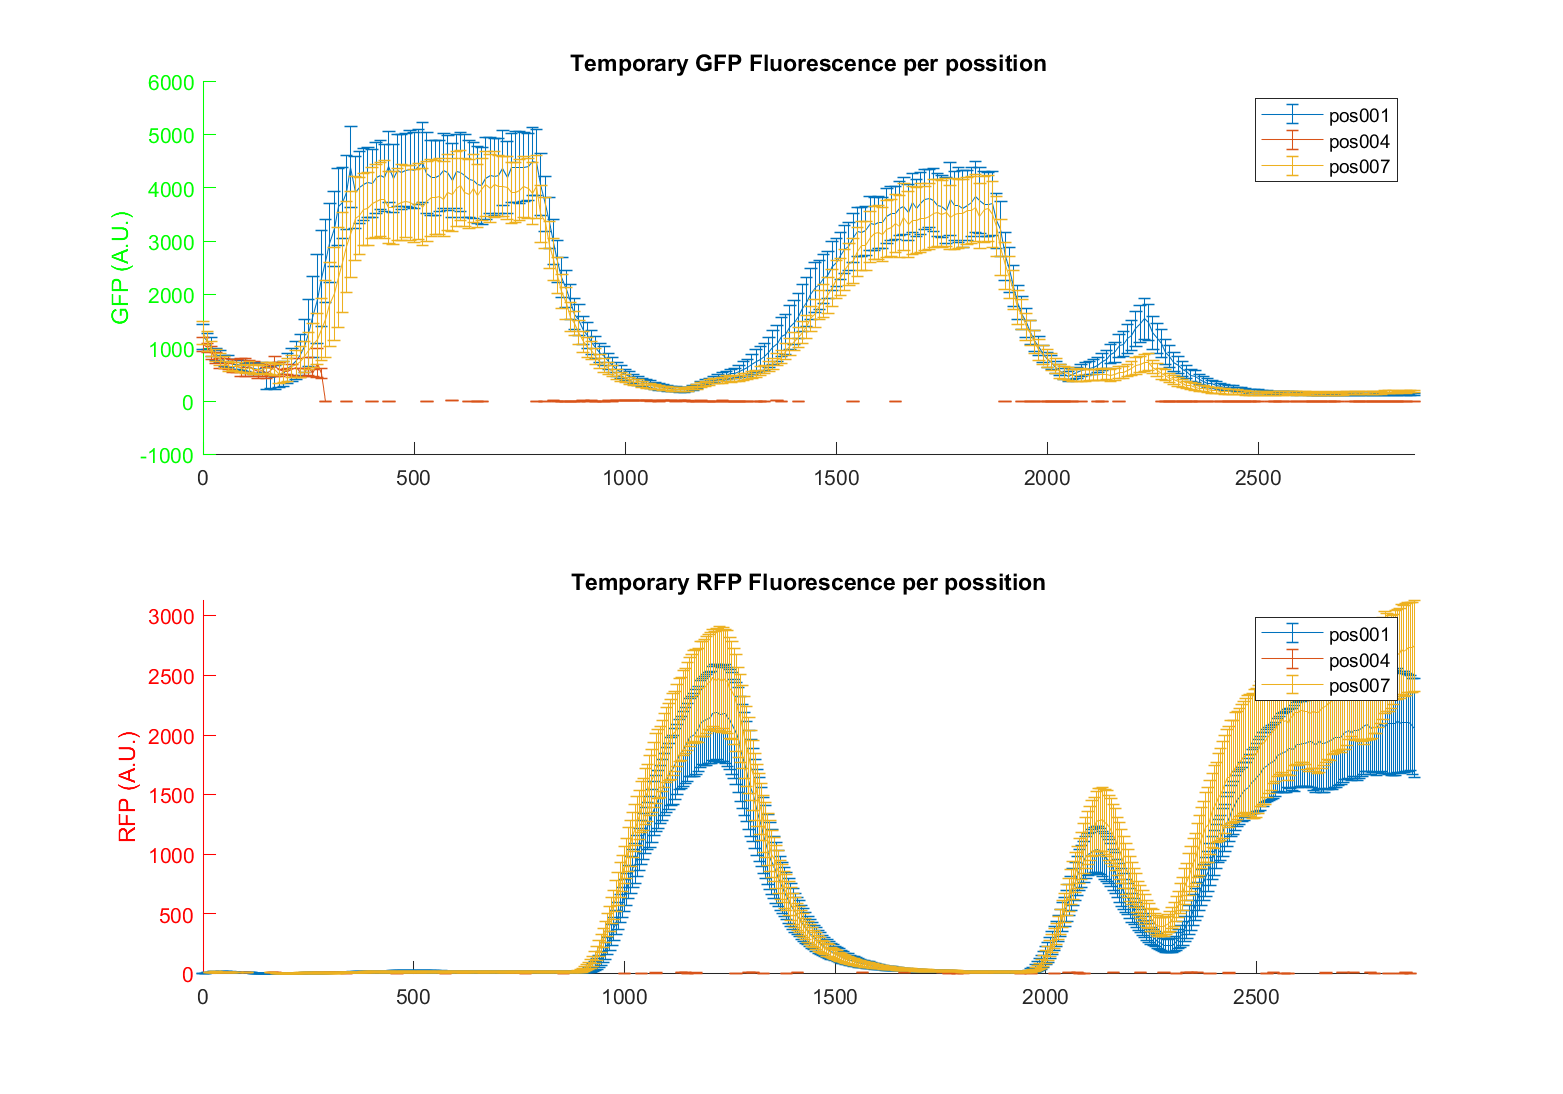 Temporary GFP Fluorescence per possition
6000
5000
4000
3000
2000
1000
0
-1000
GFP (A.U.)
pos001
pos004
pos007
0 500 1000 1500 2000 2500
Temporary RFP Fluorescence per possition
3000
2500
2000
1500
1000
500
0
RFP (A.U.)
pos001
pos004
pos007
0 500 1000 1500 2000 2500